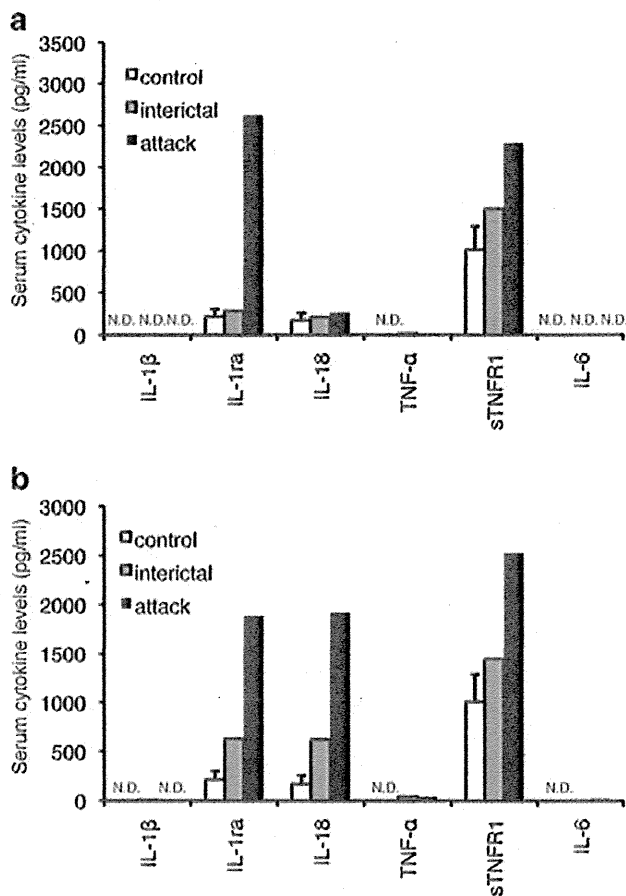 a
Serum cytokine levels (pg/ml)
3500
3000
2500
2000
1500
1000
500
0
control
interictal
attack
N.D. N.D. N.D.
N.D.
N.D. N.D. N.D.
IL-1β
IL-1ra
IL-18
TNF-α
sTNFR1
IL-6
b
Serum cytokine levels (pg/ml)
3000
2500
2000
1500
1000
500
0
control
interictal
attack
N.D.
N.D.
N.D.
N.D.
IL-1β
IL-1ra
IL-18
TNF-α
sTNFR1
IL-6